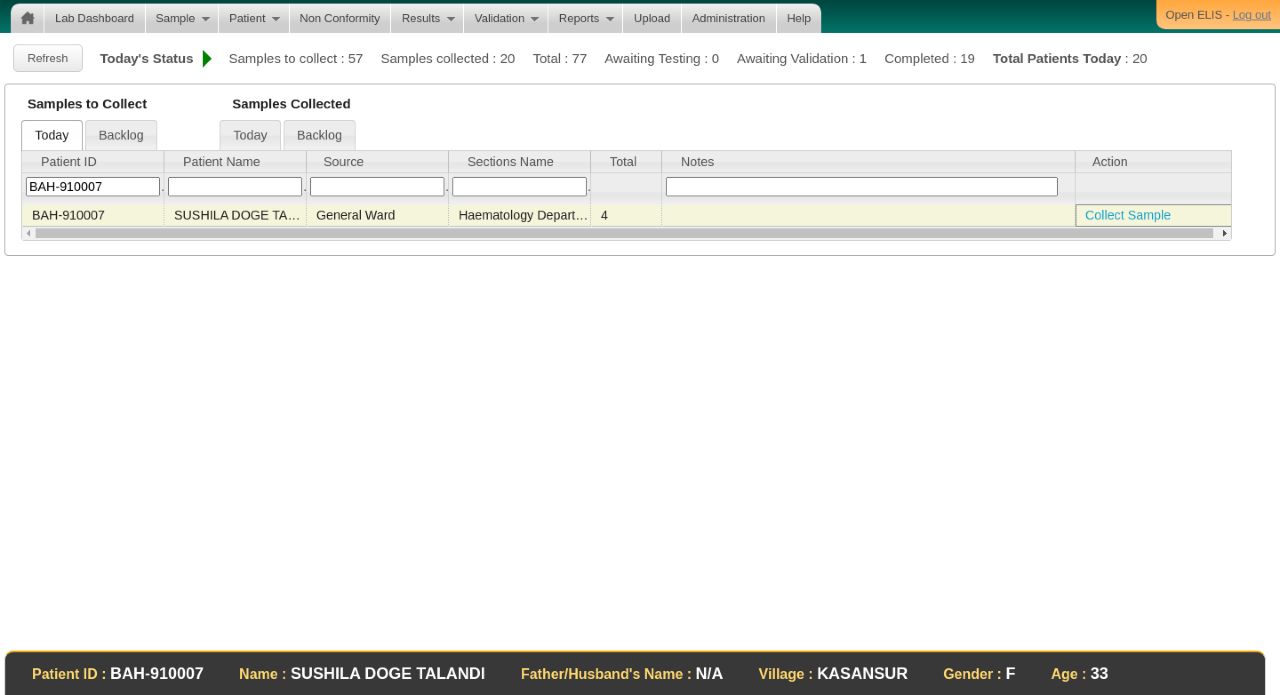 Lab Dashboard Sample Patient Non Conformity Results Validation Reports Upload Administration Help Open ELIS - Log out
Refresh Today's Status Samples to collect : 57 Samples collected : 20 Total : 77 Awaiting Testing : 0 Awaiting Validation : 1 Completed : 19 Total Patients Today : 20
Samples to Collect Samples Collected
Today Backlog Today Backlog
Patient ID Patient Name Source Sections Name Total Notes Action
BAH-910007
BAH-910007 SUSHILA DOGE TA... General Ward Haematology Depart... 4 Collect Sample
Patient ID : BAH-910007 Name : SUSHILA DOGE TALANDI Father/Husband's Name : N/A Village : KASANSUR Gender : F Age : 33